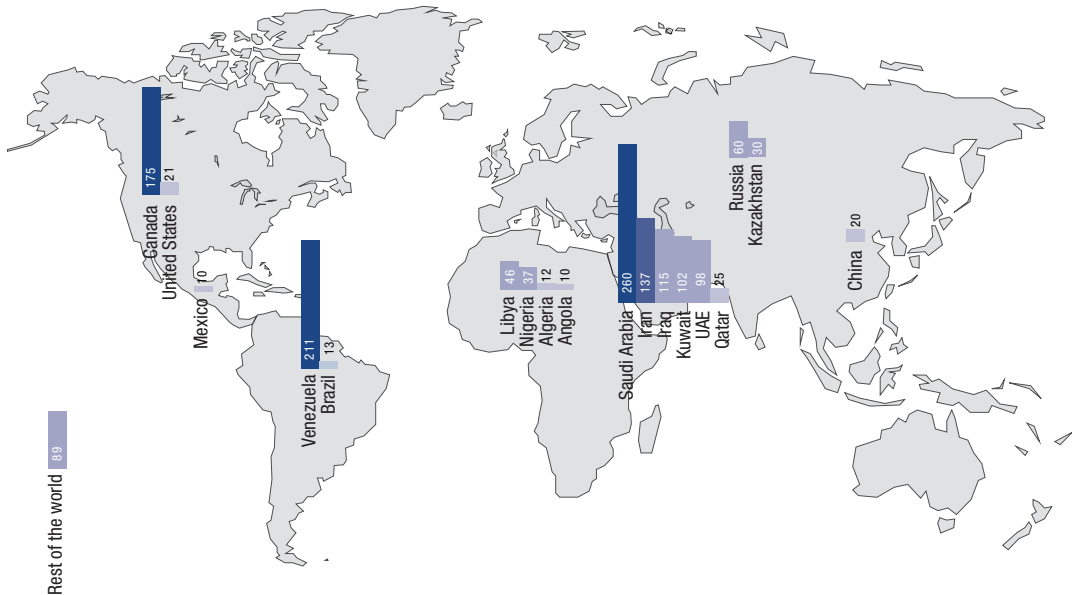 Canada 175
United States 21
Mexico 10
Venezuela 211
Brazil 13
Rest of the world 89
Libya 46
Nigeria 37
Algeria 12
Angola 10
Saudi Arabia 260
Iran 137
Iraq 115
Kuwait 102
UAE 98
Qatar 25
Russia 60
Kazakhstan 30
China 20